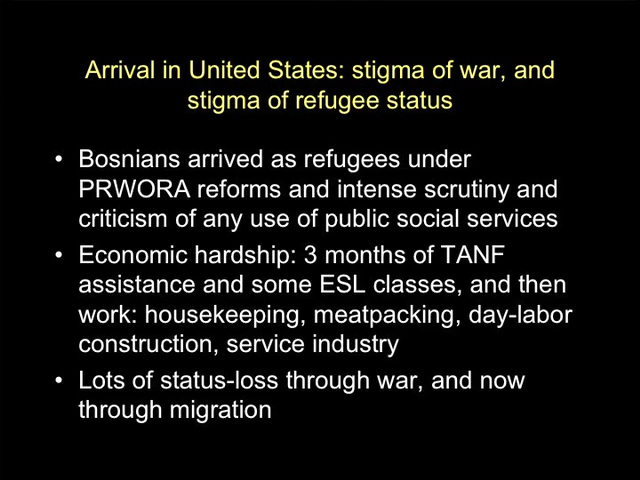 Arrival in United States: stigma of war, and
stigma of refugee status
• Bosnians arrived as refugees under
PRWORA reforms and intense scrutiny and
criticism of any use of public social services
• Economic hardship: 3 months of TANF
assistance and some ESL classes, and then
work: housekeeping, meatpacking, day-labor
construction, service industry
• Lots of status-loss through war, and now
through migration